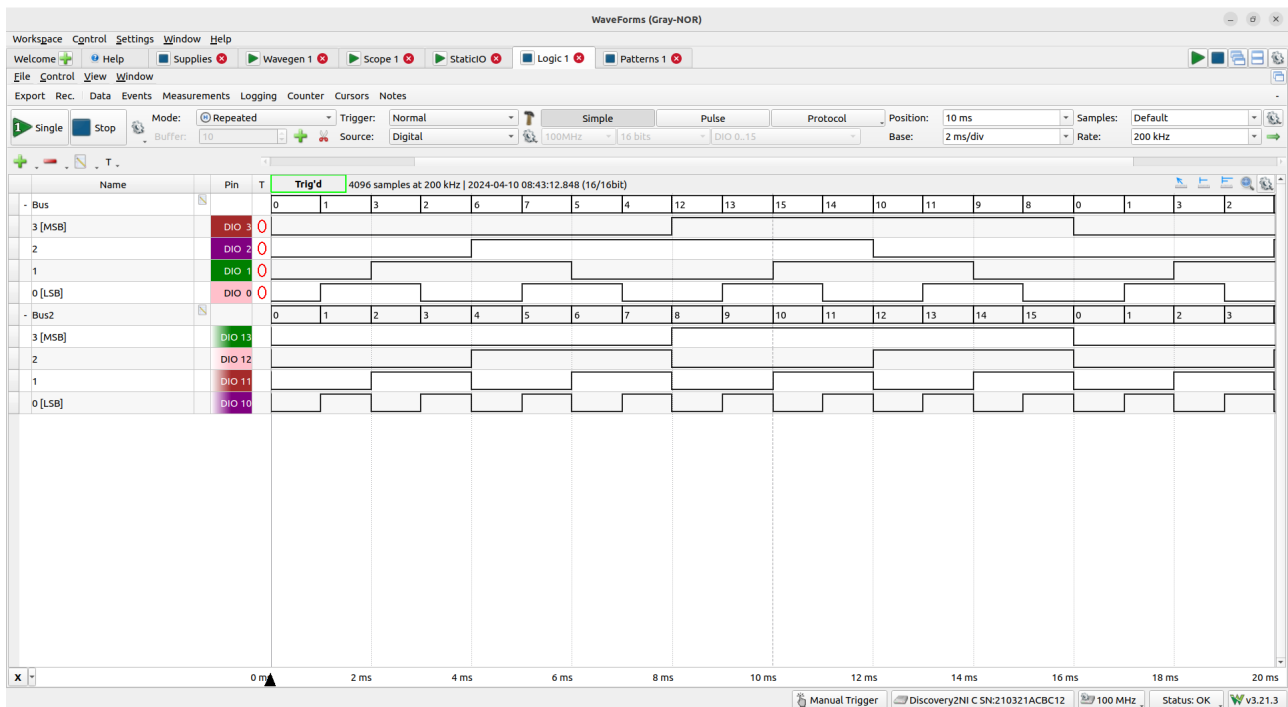 WaveForms (Gray-NOR)
Workspace Control Settings Window Help
Welcome Help Supplies Wavegen 1 Scope 1 StaticIO Logic 1 Patterns 1
File Control View Window
Export Rec. Data Events Measurements Logging Counter Cursors Notes
Single Stop Mode: Repeated Trigger: Normal Simple Pulse Protocol Position: 10 ms Samples: Default
Buffer: 10 Source: Digital 100MHz 16 bits DIO 0..15 Base: 2 ms/div Rate: 200 kHz
T
Name Pin T Trig'd 4096 samples at 200 kHz | 2024-04-10 08:43:12.848 (16/16bit)
- Bus 0 1 3 2 6 7 5 4 12 13 15 14 10 11 9 8 0 1 3 2
3 [MSB] DIO 3
2 DIO 2
1 DIO 1
0 [LSB] DIO 0
- Bus2 0 1 2 3 4 5 6 7 8 9 10 11 12 13 14 15 0 1 2 3
3 [MSB] DIO 13
2 DIO 12
1 DIO 11
0 [LSB] DIO 10
X 0 ms 2 ms 4 ms 6 ms 8 ms 10 ms 12 ms 14 ms 16 ms 18 ms 20 ms
Manual Trigger Discovery2NI C SN:210321ACBC12 100 MHz Status: OK v3.21.3